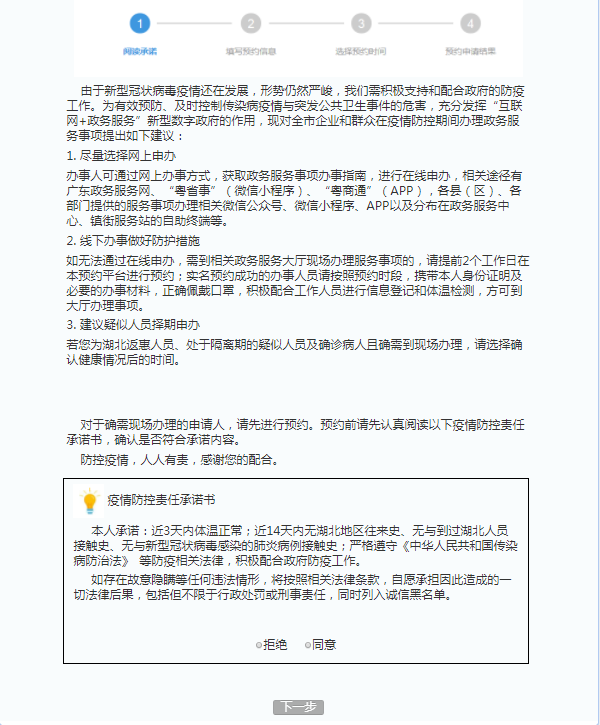 1 2 3 4
阅读承诺 填写预约信息 选择预约时间 预约申请结果
由于新型冠状病毒疫情还在发展，形势仍然严峻，我们需积极支持和配合政府的防疫
工作。为有效预防、及时控制传染病疫情与突发公共卫生事件的危害，充分发挥“互联
网+政务服务”新型数字政府的作用，现对全市企业和群众在疫情防控期间办理政务服
务事项提出如下建议：
1. 尽量选择网上申办
办事人可通过网上办事方式，获取政务服务事项办事指南，进行在线申办，相关途径有
广东政务服务网、“粤省事”（微信小程序）、“粤商通”（APP），各县（区）、各
部门提供的服务事项办理相关微信公众号、微信小程序、APP以及分布在政务服务中
心、镇街服务站的自助终端等。
2. 线下办事做好防护措施
如无法通过在线申办，需到相关政务服务大厅现场办理服务事项的，请提前2个工作日在
本预约平台进行预约；实名预约成功的办事人员请按照预约时段，携带本人身份证明及
必要的办事材料，正确佩戴口罩，积极配合工作人员进行信息登记和体温检测，方可到
大厅办理事项。
3. 建议疑似人员择期申办
若您为湖北返惠人员、处于隔离期的疑似人员及确诊病人且确需到现场办理，请选择确
认健康情况后的时间。
对于确需现场办理的申请人，请先进行预约。预约前请先认真阅读以下疫情防控责任
承诺书，确认是否符合承诺内容。
防控疫情，人人有责，感谢您的配合。
疫情防控责任承诺书
本人承诺：近3天内体温正常；近14天内无湖北地区往来史、无与到过湖北人员
接触史、无与新型冠状病毒感染的肺炎病例接触史；严格遵守《中华人民共和国传染
病防治法》 等防疫相关法律，积极配合政府防疫工作。
如存在故意隐瞒等任何违法情形，将按照相关法律条款，自愿承担因此造成的一
切法律后果，包括但不限于行政处罚或刑事责任，同时列入诚信黑名单。
拒绝 同意
下一步